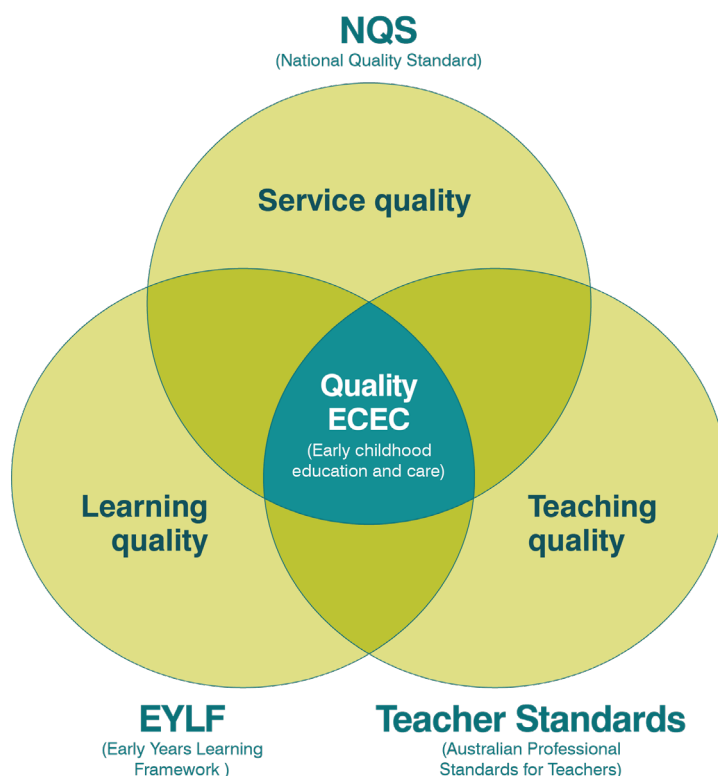 NQS
(National Quality Standard)
Service quality
Quality
ECEC
(Early childhood
education and care)
Learning
quality
Teaching
quality
EYLF
(Early Years Learning
Framework )
Teacher Standards
(Australian Professional
Standards for Teachers)